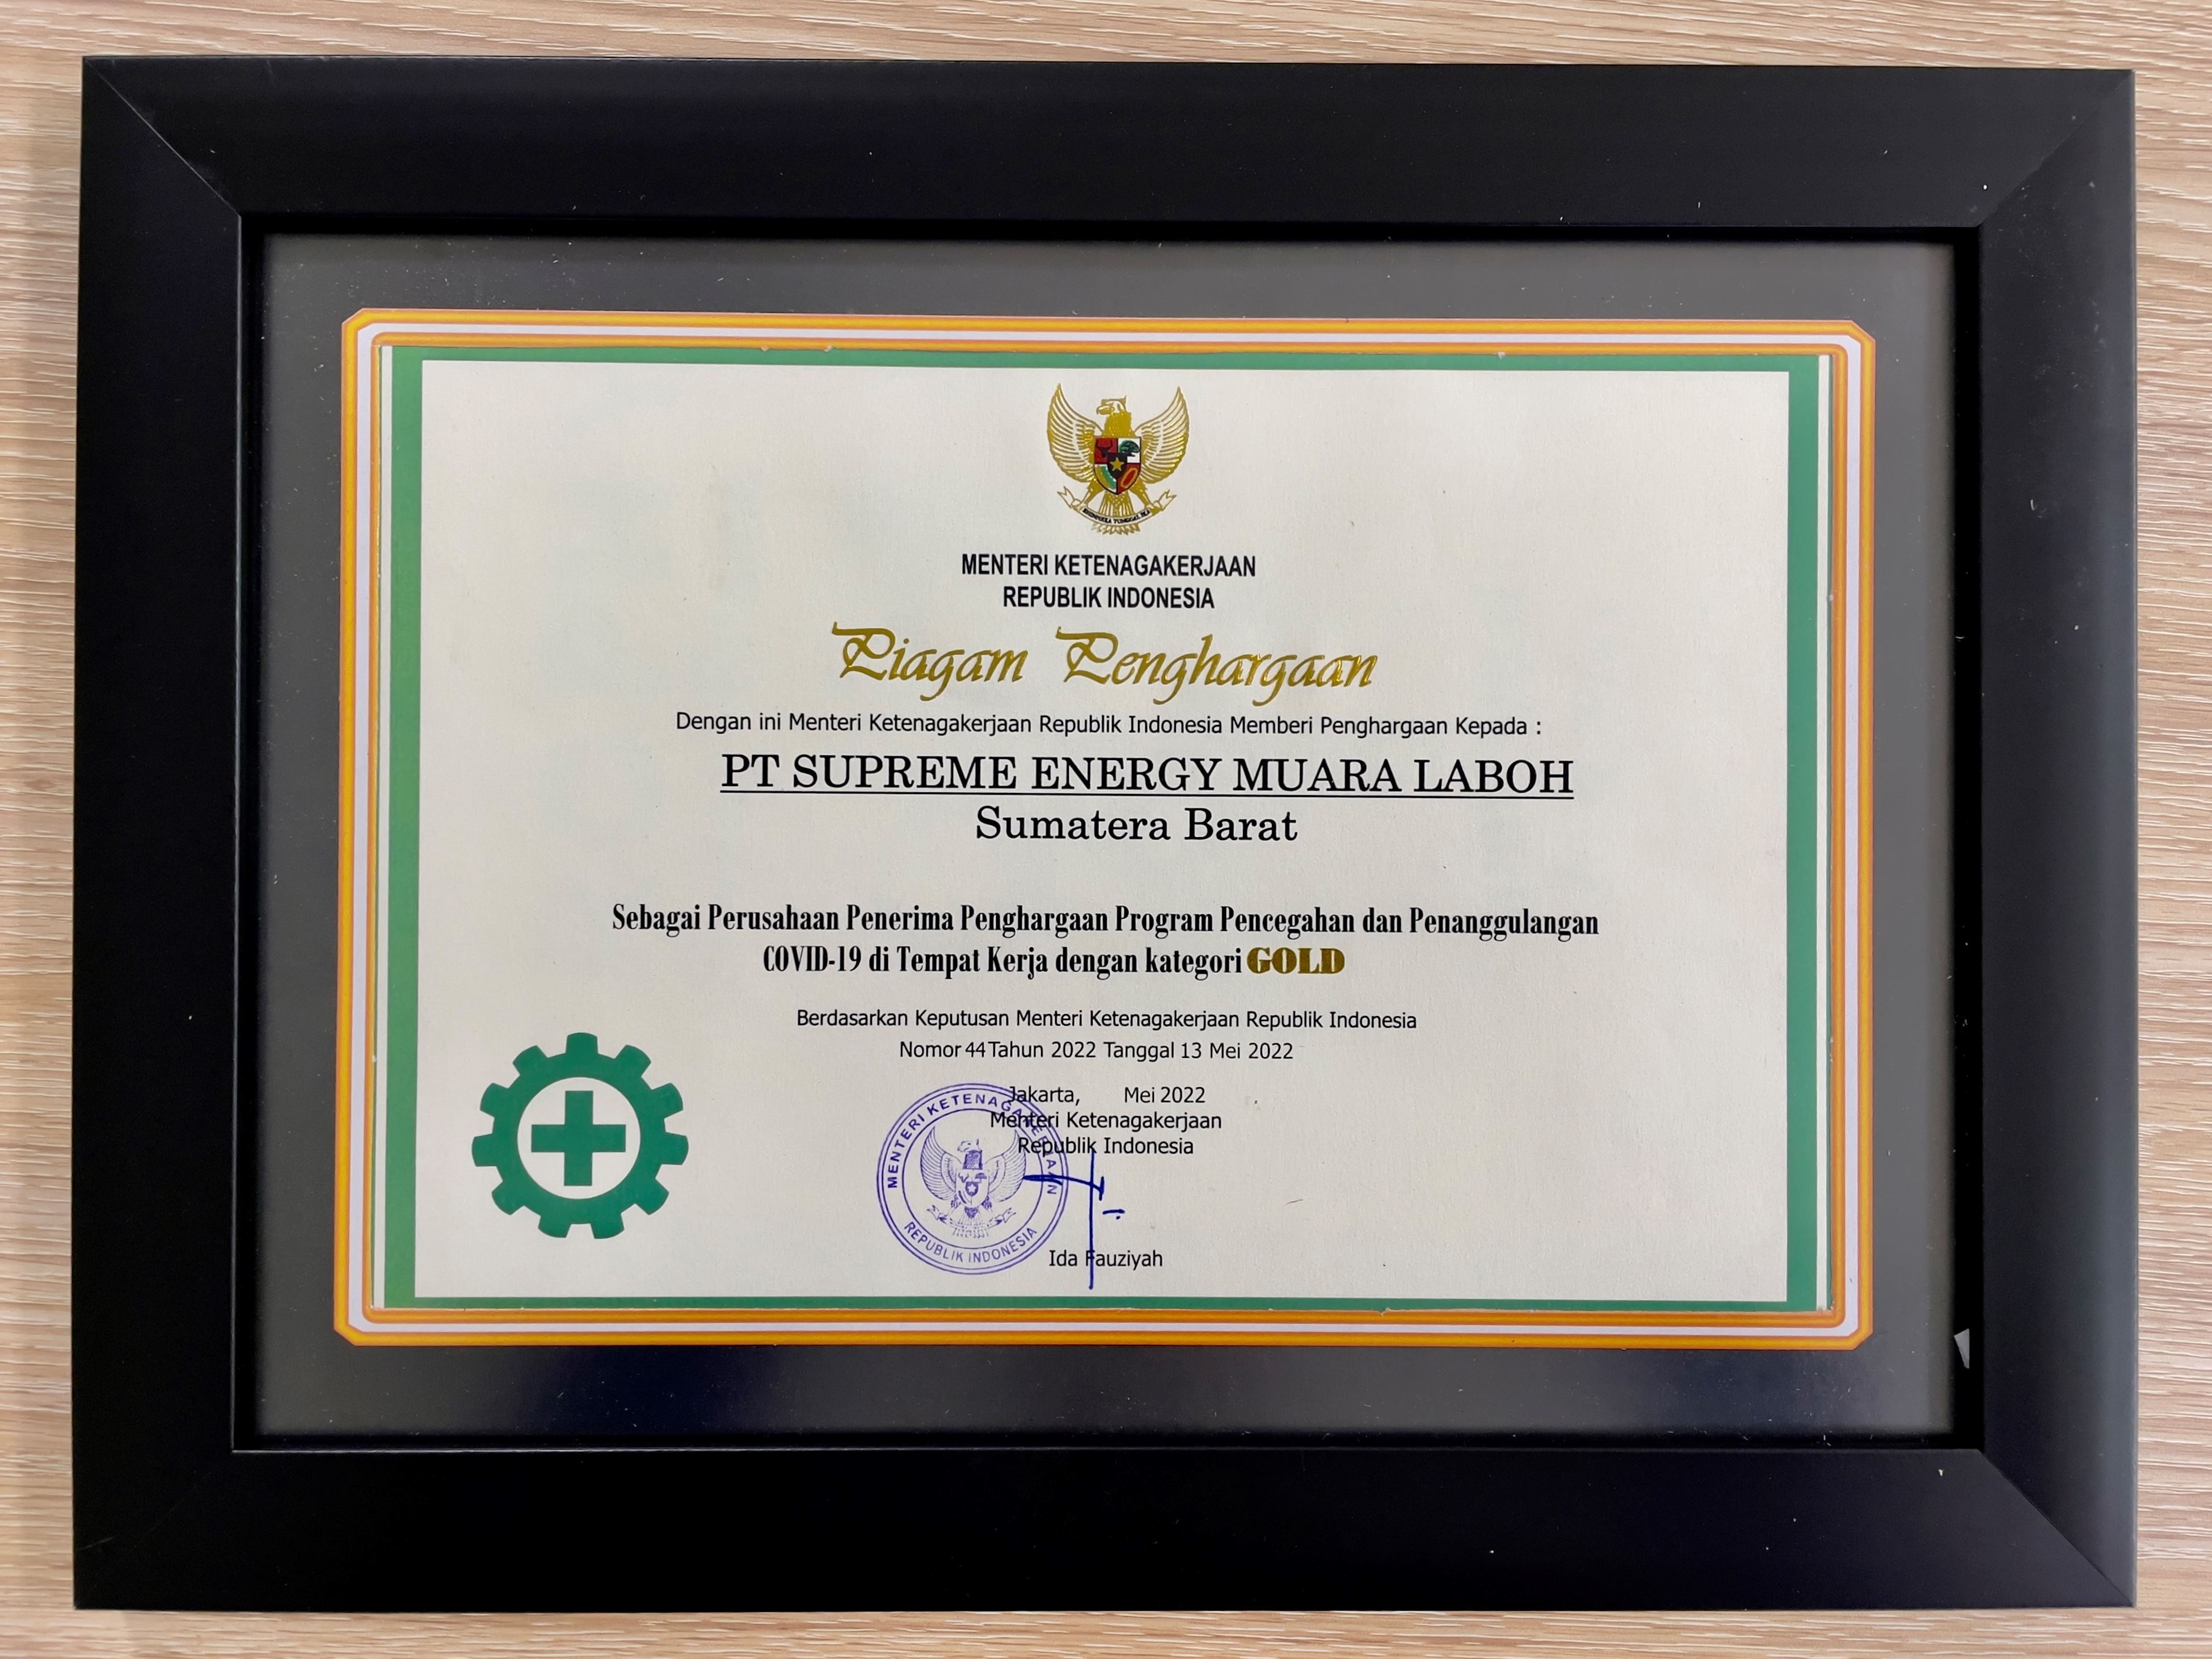 MENTERI KETENAGAKERJAAN
REPUBLIK INDONESIA
Piagam Penghargaan
Dengan ini Menteri Ketenagakerjaan Republik Indonesia Memberi Penghargaan Kepada :
PT SUPREME ENERGY MUARA LABOH
Sumatera Barat
Sebagai Perusahaan Penerima Penghargaan Program Pencegahan dan Penanggulangan
COVID-19 di Tempat Kerja dengan kategori GOLD
Berdasarkan Keputusan Menteri Ketenagakerjaan Republik Indonesia
Nomor 44 Tahun 2022 Tanggal 13 Mei 2022
Jakarta, Mei 2022
Menteri Ketenagakerjaan
Republik Indonesia
MENTERI KETENAGAKERJAAN
REPUBLIK INDONESIA
Ida Fauziyah